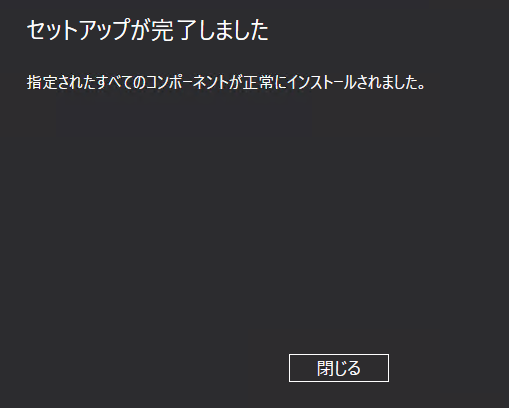 セットアップが完了しました
指定されたすべてのコンポーネントが正常にインストールされました。
閉じる